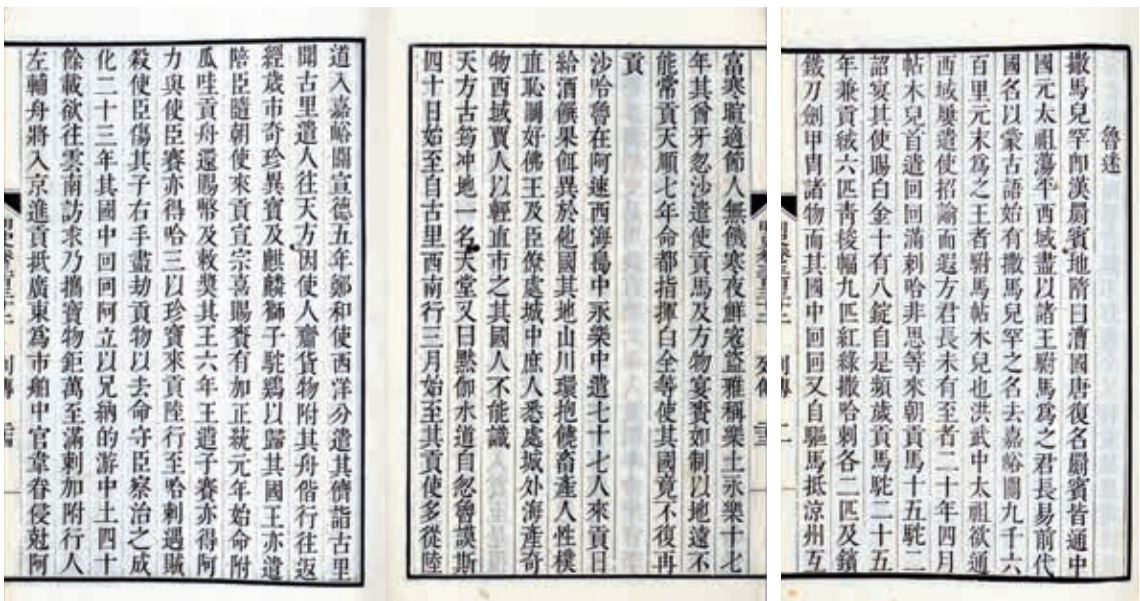 魯迷
撒馬兒罕卽漢罽賓地隋曰漕國唐復名罽賓皆通中
國元太祖蕩平西域盡以諸王駙馬爲之君長易前代
國名以蒙古語始有撒馬兒罕之名去嘉峪關九千六
百里元末爲之王者駙馬帖木兒也洪武中太祖欲通
西域屢遣使招諭而遐方君長未有至者二十年四月
帖木兒首遣回回滿剌哈非思等來朝貢馬十五駝二
詔宴其使賜白金十有八錠自是頻歲貢馬駝二十五
年兼貢絨六匹青梭幅九匹紅綠撒哈剌各二匹及鑌
鐵刀劍甲冑諸物而其國中回回又自驅馬抵涼州互
富寒暄適節人無饑寒夜鮮寇盜雅稱樂土永樂十七
年其酋牙忽沙遣使貢馬及方物宴賚如制以地遠不
能常貢天順七年命都指揮白全等使其國竟不復再
貢
沙哈魯在阿速西海島中永樂中遣七十七人來貢日
給酒饌果餌異於他國其地山川環抱饒畜產人性樸
直恥鬭好佛王及臣僚處城中庶人悉處城外海產奇
物西域賈人以輕直市之其國人不能識
天方古筠冲地一名天堂又曰默伽水道自忽魯謨斯
四十日始至自古里西南行三月始至其貢使多從陸
道入嘉峪關宣德五年鄭和使西洋分遣其儕詣古里
聞古里遣人往天方因使人齎貨物附其舟偕行往返
經歲市奇珍異寶及麒麟獅子駝鷄以歸其國王亦遣
陪臣隨朝使來貢宣宗喜賜賚有加正統元年始命附
瓜哇貢舟還賜幣及敕獎其王六年王遣子賽亦得阿
力與使臣賽亦得哈三以珍寶來貢陸行至哈剌遇賊
殺使臣傷其子右手盡劫貢物以去命守臣察治之成
化二十三年其國中回回阿立以兄納的游中土四十
餘載欲往雲南訪求乃攜寶物鉅萬至滿剌加附行人
左輔舟將入京進貢抵廣東爲市舶中官韋眷侵尅阿